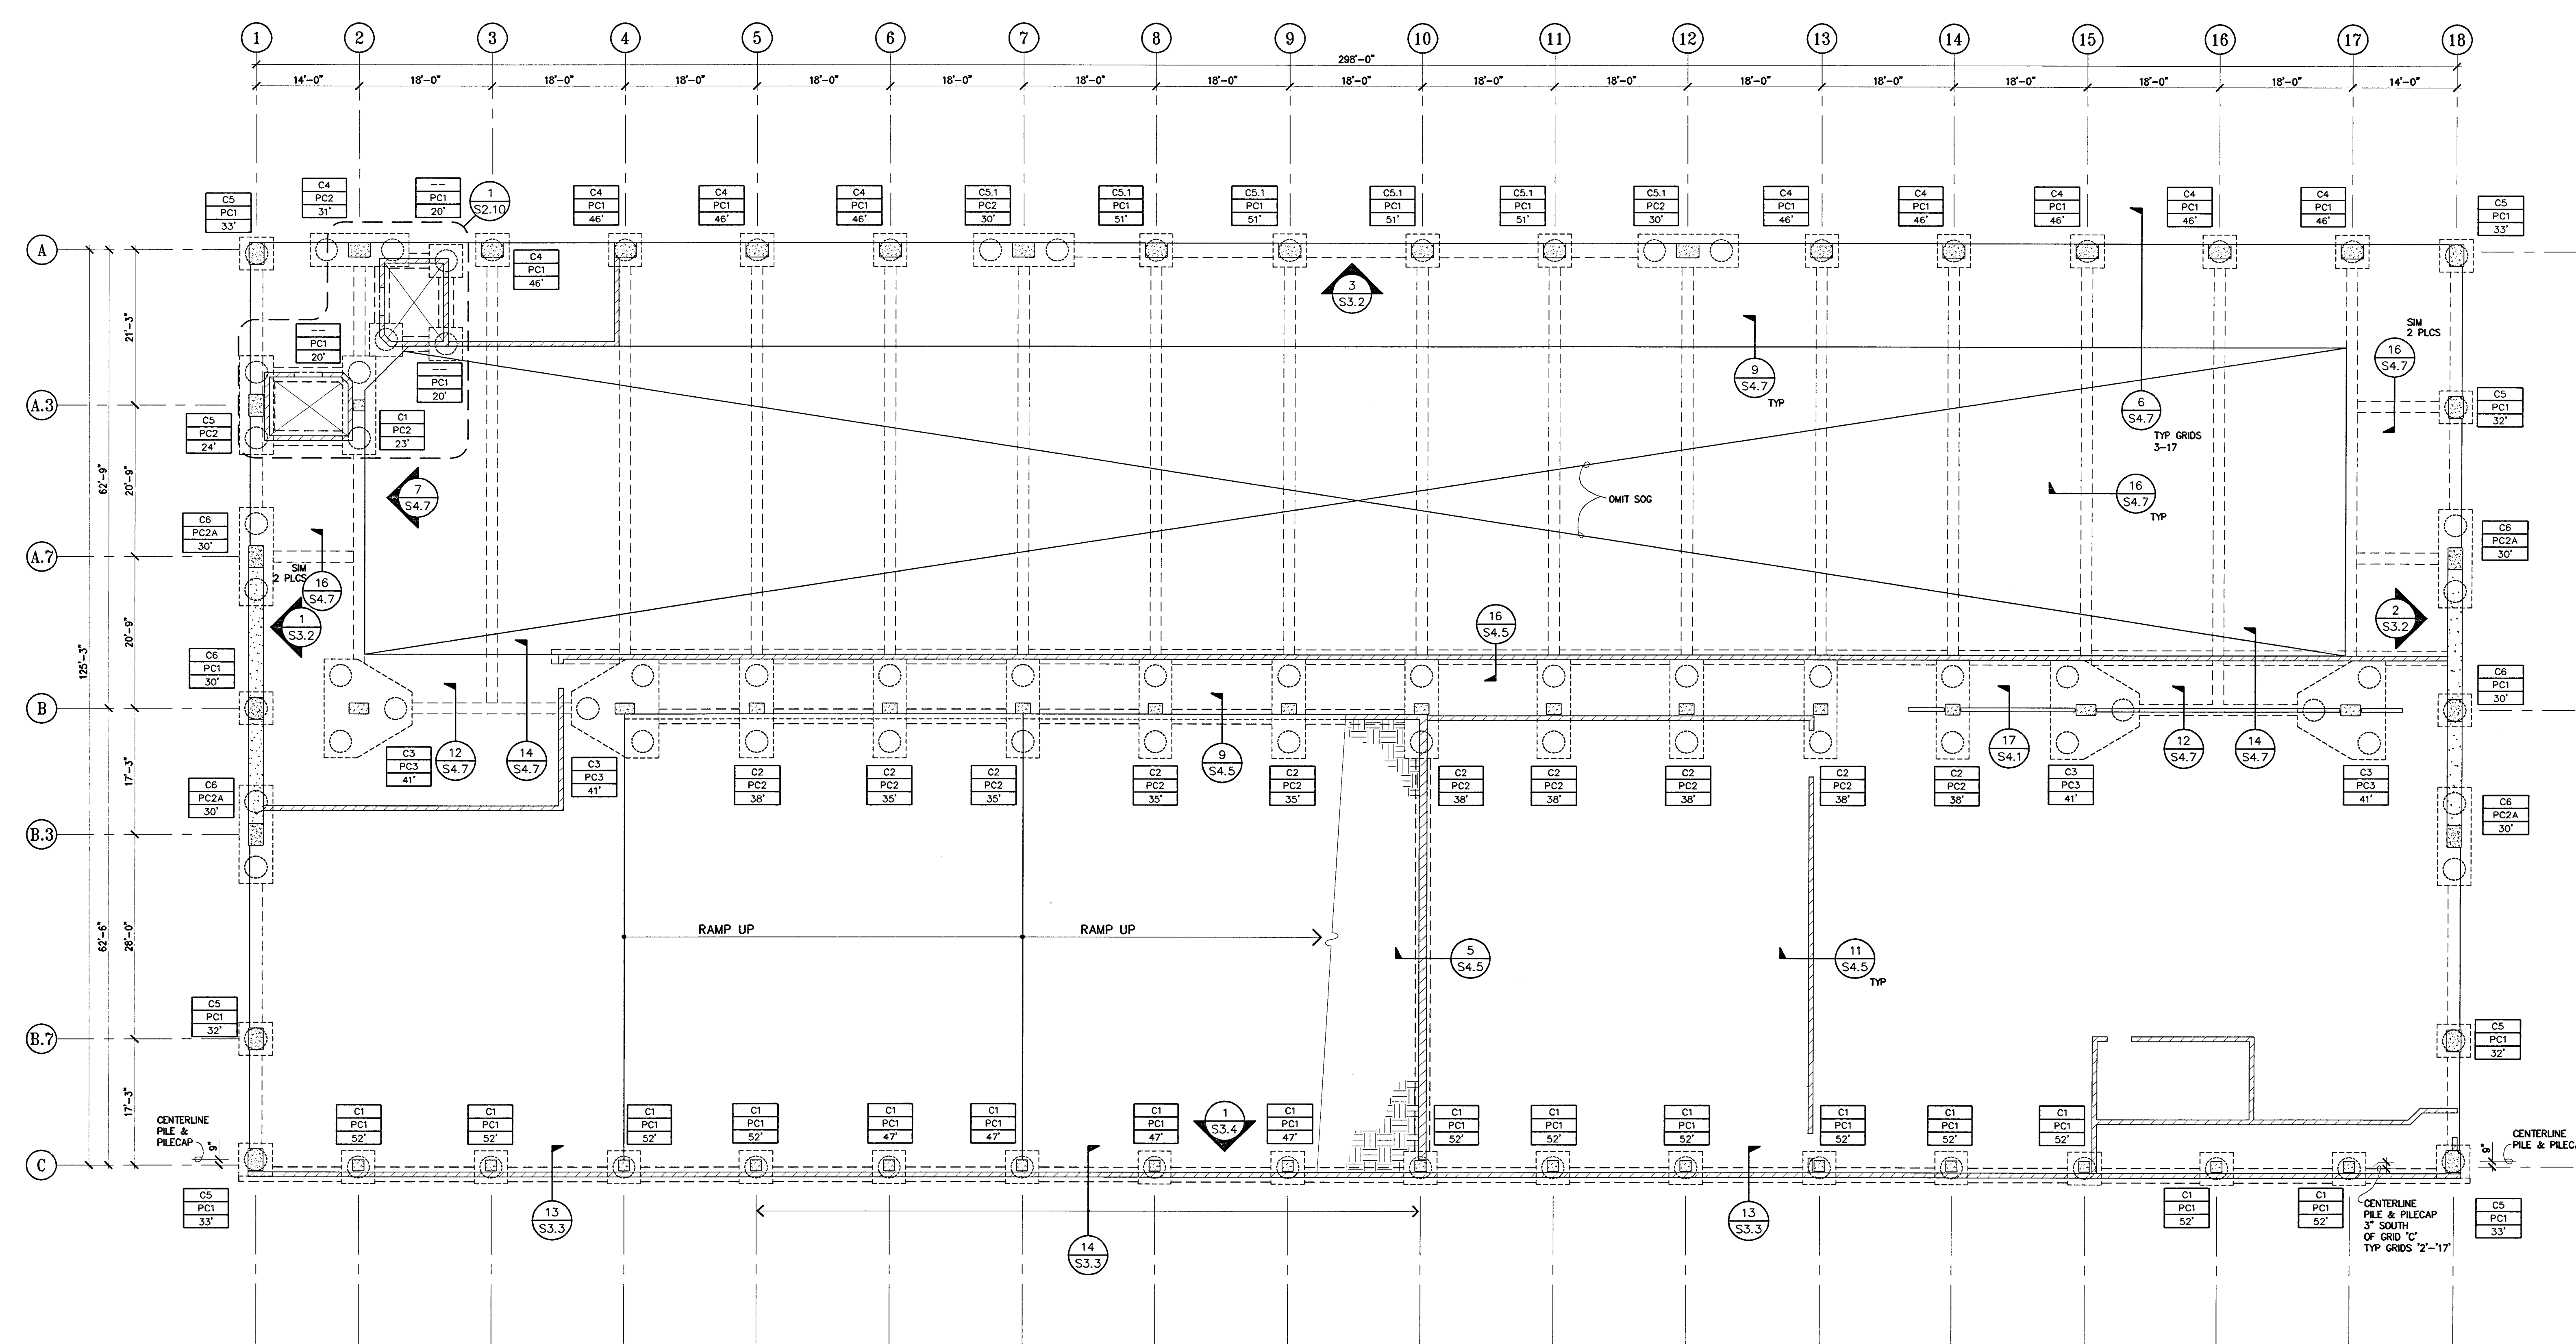 1 2 3 4 5 6 7 8 9 10 11 12 13 14 15 16 17 18
298'-0"
14'-0" 18'-0" 18'-0" 18'-0" 18'-0" 18'-0" 18'-0" 18'-0" 18'-0" 18'-0" 18'-0" 18'-0" 18'-0" 18'-0" 18'-0" 18'-0" 14'-0"
C5
PC1
33'
C4
PC2
31'
--
PC1
20'
1
S2.10
C4
PC1
46'
C4
PC1
46'
C4
PC1
46'
C5.1
PC2
30'
C5.1
PC1
51'
C5.1
PC1
51'
C5.1
PC1
51'
C5.1
PC1
51'
C5.1
PC2
30'
C4
PC1
46'
C4
PC1
46'
C4
PC1
46'
C4
PC1
46'
C4
PC1
46'
C5
PC1
33'
A
C4
PC1
46'
3
S3.2
21'-3"
--
PC1
20'
--
PC1
20'
9
S4.7
TYP
6
S4.7
TYP GRIDS
3-17
SIM
2 PLCS
16
S4.7
A.3
C5
PC2
24'
C1
PC2
23'
C5
PC1
32'
62'-9"
20'-9"
7
S4.7
OMIT SOG
16
S4.7
TYP
C6
PC2A
30'
C6
PC2A
30'
A.7
SIM
2 PLCS
16
S4.7
1
S3.2
20'-9"
125'-3"
16
S4.5
2
S3.2
C6
PC1
30'
C6
PC1
30'
B
12
S4.7
14
S4.7
9
S4.5
17
S4.1
12
S4.7
14
S4.7
17'-3"
C3
PC3
41'
C3
PC3
41'
C2
PC2
38'
C2
PC2
35'
C2
PC2
35'
C2
PC2
35'
C2
PC2
35'
C2
PC2
38'
C2
PC2
38'
C2
PC2
38'
C2
PC2
38'
C2
PC2
38'
C3
PC3
41'
C3
PC3
41'
C6
PC2A
30'
C6
PC2A
30'
B.3
62'-6"
28'-0"
RAMP UP
RAMP UP
5
S4.5
11
S4.5
TYP
C5
PC1
32'
C5
PC1
32'
B.7
17'-3"
CENTERLINE
PILE &
PILECAP
9"
C1
PC1
52'
C1
PC1
52'
C1
PC1
52'
C1
PC1
52'
C1
PC1
47'
C1
PC1
47'
C1
PC1
47'
1
S3.4
C1
PC1
47'
C1
PC1
52'
C1
PC1
52'
C1
PC1
52'
C1
PC1
52'
C1
PC1
52'
C1
PC1
52'
9"
CENTERLINE
PILE &
C
C5
PC1
33'
13
S3.3
14
S3.3
13
S3.3
C1
PC1
52'
C1
PC1
52'
CENTERLINE
PILE & PILECAP
3" SOUTH
OF GRID 'C'
TYP GRIDS '2'-'17'
C5
PC1
33'